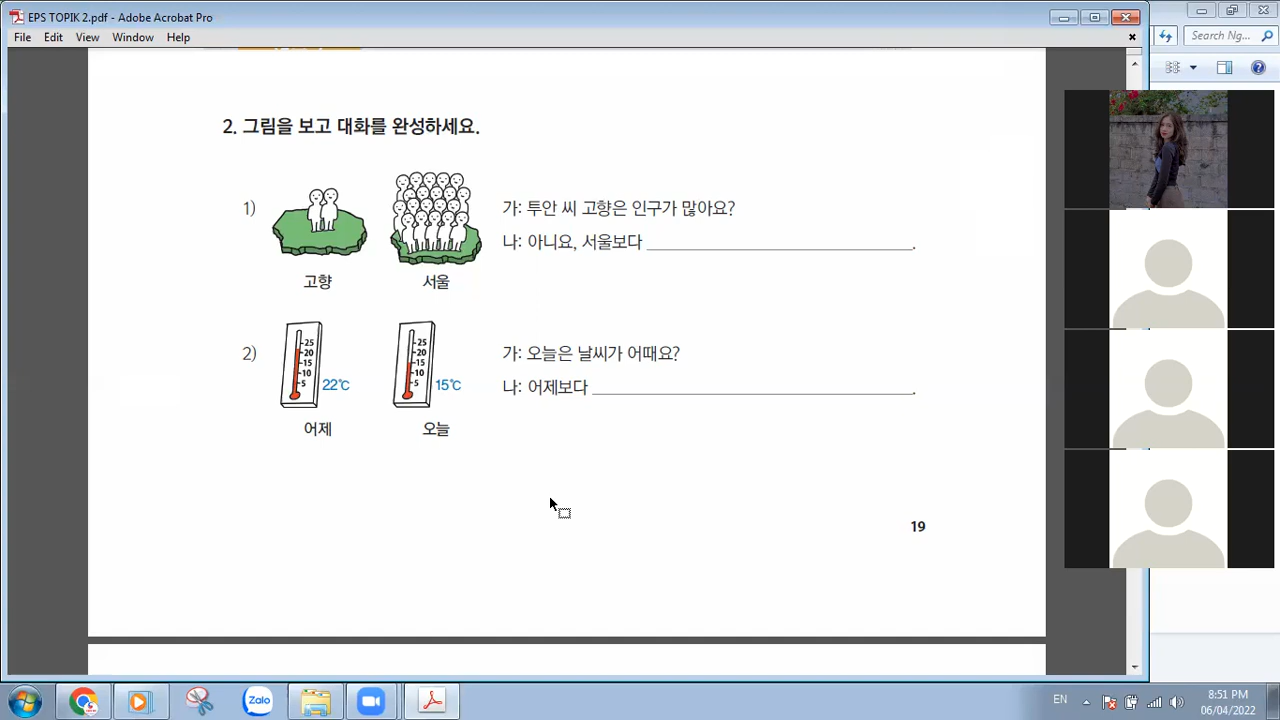 EPS TOPIK 2.pdf - Adobe Acrobat Pro
File Edit View Window Help
Search Ng...
2. 그림을 보고 대화를 완성하세요.
1)
고향
서울
가: 투안 씨 고향은 인구가 많아요?
나: 아니요, 서울보다 ______________________________.
2)
25
20
15
10
5
22℃
어제
25
20
15
10
5
15℃
오늘
가: 오늘은 날씨가 어때요?
나: 어제보다 ____________________________________.
19
Zalo
EN
8:51 PM
06/04/2022